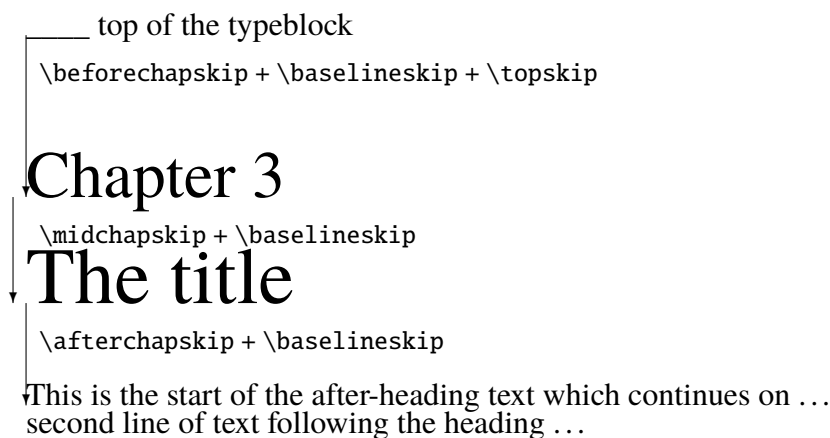 ____ top of the typeblock
\beforechapskip + \baselineskip + \topskip
Chapter 3
\midchapskip + \baselineskip
The title
\afterchapskip + \baselineskip
This is the start of the after-heading text which continues on …
second line of text following the heading …